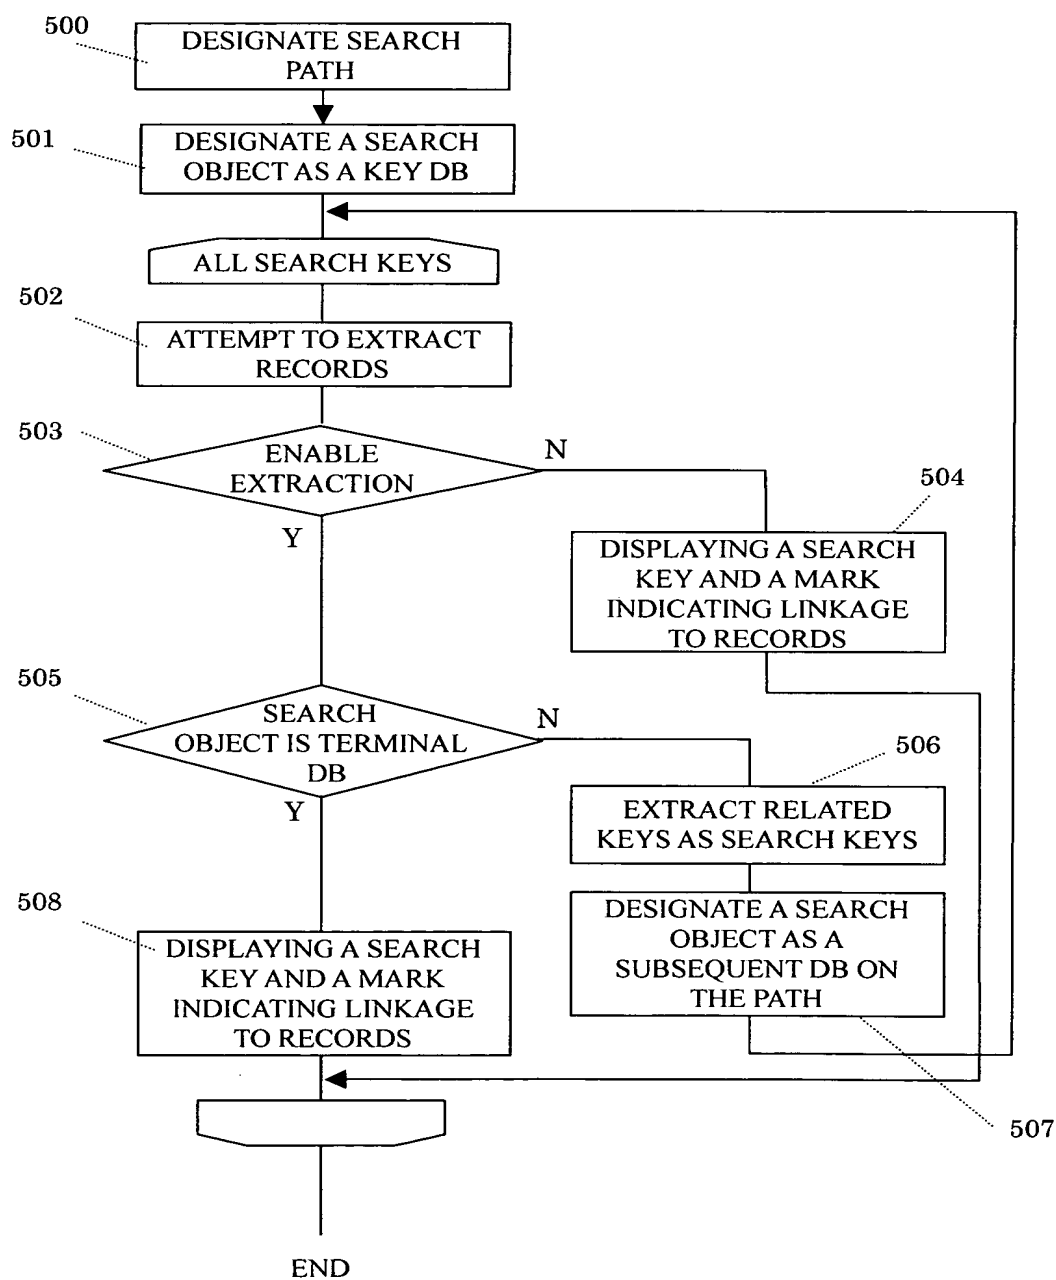 500
DESIGNATE SEARCH
PATH
501
DESIGNATE A SEARCH
OBJECT AS A KEY DB
ALL SEARCH KEYS
502
ATTEMPT TO EXTRACT
RECORDS
503
ENABLE
EXTRACTION
N
Y
504
DISPLAYING A SEARCH
KEY AND A MARK
INDICATING LINKAGE
TO RECORDS
505
SEARCH
OBJECT IS TERMINAL
DB
N
Y
506
EXTRACT RELATED
KEYS AS SEARCH KEYS
DESIGNATE A SEARCH
OBJECT AS A
SUBSEQUENT DB ON
THE PATH
507
508
DISPLAYING A SEARCH
KEY AND A MARK
INDICATING LINKAGE
TO RECORDS
END